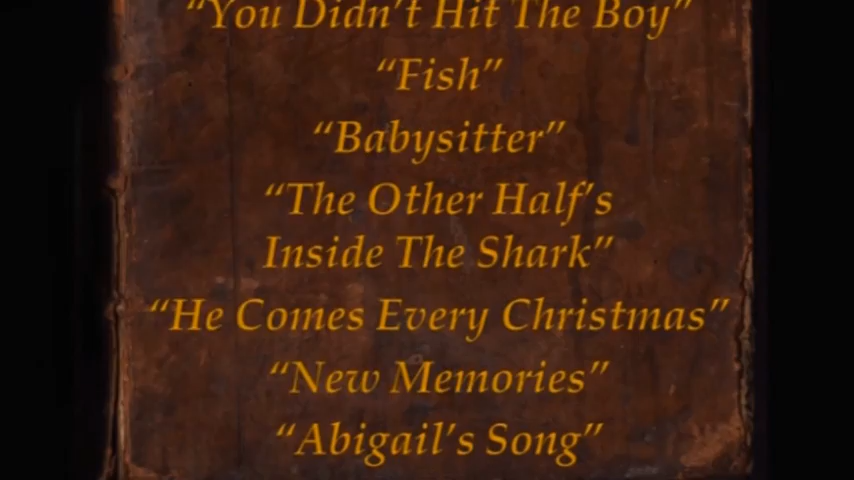 “You Didn’t Hit The Boy”
“Fish”
“Babysitter”
“The Other Half’s
Inside The Shark”
“He Comes Every Christmas”
“New Memories”
“Abigail’s Song”